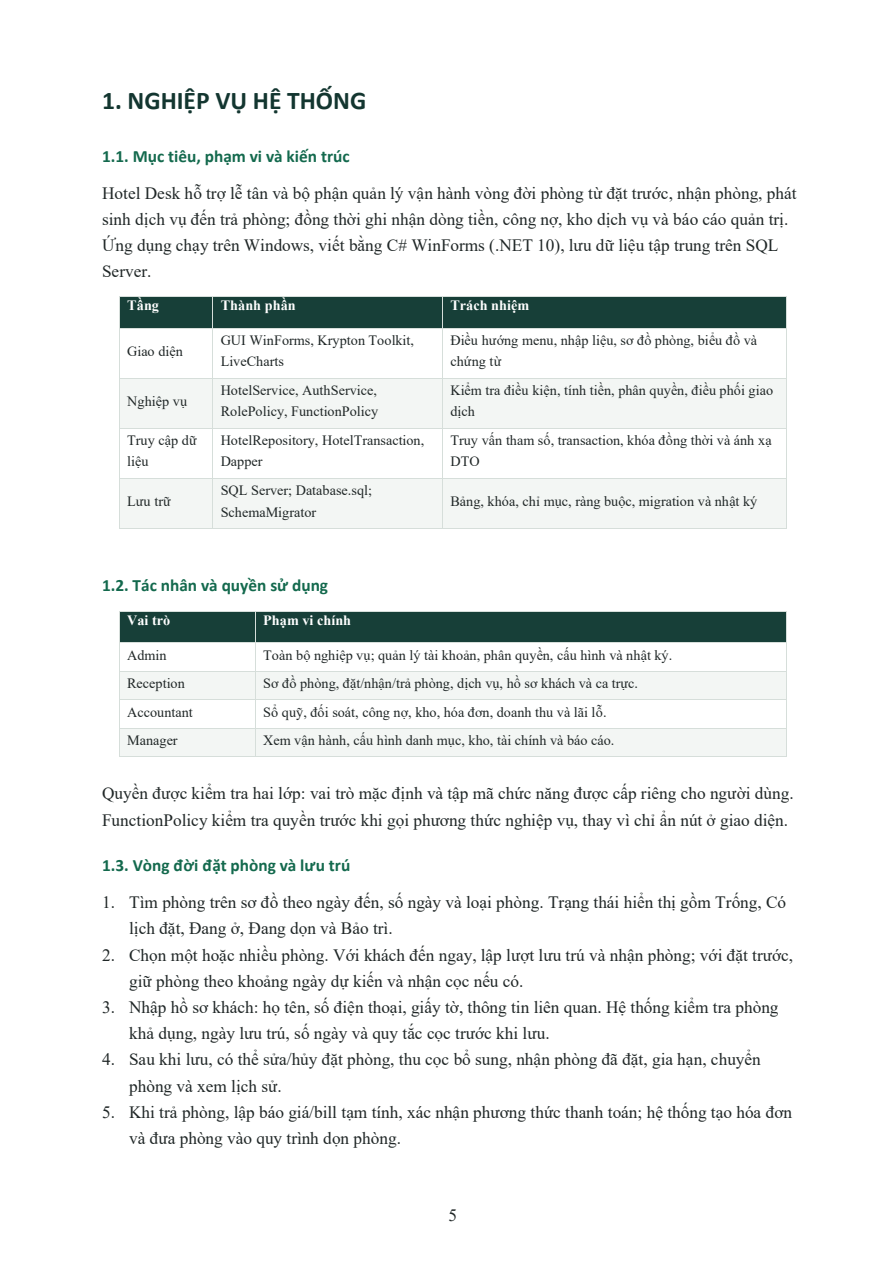 1. NGHIỆP VỤ HỆ THỐNG
1.1. Mục tiêu, phạm vi và kiến trúc
Hotel Desk hỗ trợ lễ tân và bộ phận quản lý vận hành vòng đời phòng từ đặt trước, nhận phòng, phát
sinh dịch vụ đến trả phòng; đồng thời ghi nhận dòng tiền, công nợ, kho dịch vụ và báo cáo quản trị.
Ứng dụng chạy trên Windows, viết bằng C# WinForms (.NET 10), lưu dữ liệu tập trung trên SQL
Server.
Tầng Thành phần Trách nhiệm
Giao diện
GUI WinForms, Krypton Toolkit,
LiveCharts
Điều hướng menu, nhập liệu, sơ đồ phòng, biểu đồ và
chứng từ
Nghiệp vụ
HotelService, AuthService,
RolePolicy, FunctionPolicy
Kiểm tra điều kiện, tính tiền, phân quyền, điều phối giao
dịch
Truy cập dữ
liệu
HotelRepository, HotelTransaction,
Dapper
Truy vấn tham số, transaction, khóa đồng thời và ánh xạ
DTO
Lưu trữ
SQL Server; Database.sql;
SchemaMigrator
Bảng, khóa, chỉ mục, ràng buộc, migration và nhật ký
1.2. Tác nhân và quyền sử dụng
Vai trò Phạm vi chính
Admin Toàn bộ nghiệp vụ; quản lý tài khoản, phân quyền, cấu hình và nhật ký.
Reception Sơ đồ phòng, đặt/nhận/trả phòng, dịch vụ, hồ sơ khách và ca trực.
Accountant Sổ quỹ, đối soát, công nợ, kho, hóa đơn, doanh thu và lãi lỗ.
Manager Xem vận hành, cấu hình danh mục, kho, tài chính và báo cáo.
Quyền được kiểm tra hai lớp: vai trò mặc định và tập mã chức năng được cấp riêng cho người dùng.
FunctionPolicy kiểm tra quyền trước khi gọi phương thức nghiệp vụ, thay vì chỉ ẩn nút ở giao diện.
1.3. Vòng đời đặt phòng và lưu trú
1. Tìm phòng trên sơ đồ theo ngày đến, số ngày và loại phòng. Trạng thái hiển thị gồm Trống, Có
lịch đặt, Đang ở, Đang dọn và Bảo trì.
2. Chọn một hoặc nhiều phòng. Với khách đến ngay, lập lượt lưu trú và nhận phòng; với đặt trước,
giữ phòng theo khoảng ngày dự kiến và nhận cọc nếu có.
3. Nhập hồ sơ khách: họ tên, số điện thoại, giấy tờ, thông tin liên quan. Hệ thống kiểm tra phòng
khả dụng, ngày lưu trú, số ngày và quy tắc cọc trước khi lưu.
4. Sau khi lưu, có thể sửa/hủy đặt phòng, thu cọc bổ sung, nhận phòng đã đặt, gia hạn, chuyển
phòng và xem lịch sử.
5. Khi trả phòng, lập báo giá/bill tạm tính, xác nhận phương thức thanh toán; hệ thống tạo hóa đơn
và đưa phòng vào quy trình dọn phòng.
5